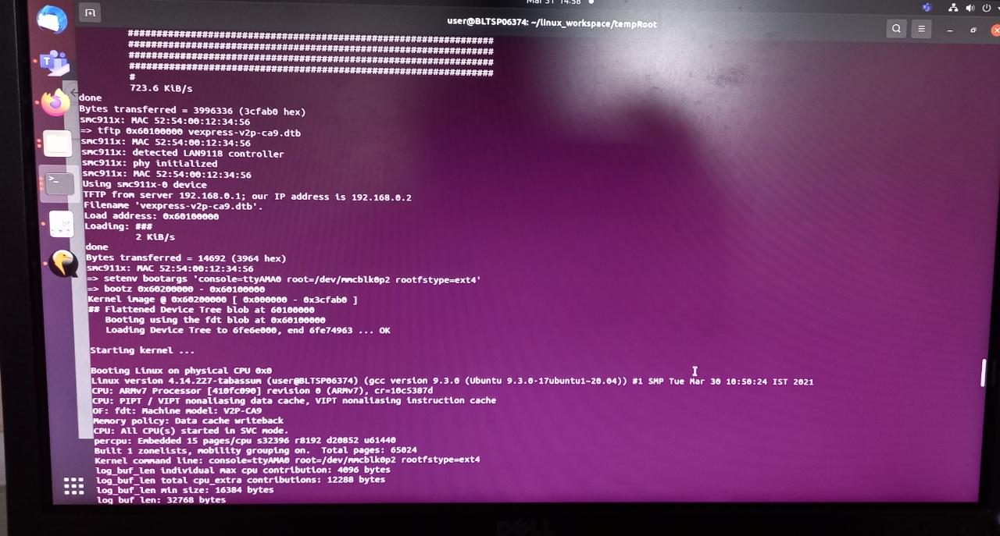 Mar 31 14:58
user@BLTSP06374: ~/linux_workspace/tempRoot
#################################################################
#################################################################
#################################################################
#################################################################
#
723.6 KiB/s
done
Bytes transferred = 3996336 (3cfab0 hex)
smc911x: MAC 52:54:00:12:34:56
=> tftp 0x60100000 vexpress-v2p-ca9.dtb
smc911x: MAC 52:54:00:12:34:56
smc911x: detected LAN9118 controller
smc911x: phy initialized
smc911x: MAC 52:54:00:12:34:56
Using smc911x-0 device
TFTP from server 192.168.0.1; our IP address is 192.168.0.2
Filename 'vexpress-v2p-ca9.dtb'.
Load address: 0x60100000
Loading: ###
2 KiB/s
done
Bytes transferred = 14692 (3964 hex)
smc911x: MAC 52:54:00:12:34:56
=> setenv bootargs 'console=ttyAMA0 root=/dev/mmcblk0p2 rootfstype=ext4'
=> bootz 0x60200000 - 0x60100000
Kernel image @ 0x60200000 [ 0x000000 - 0x3cfab0 ]
## Flattened Device Tree blob at 60100000
Booting using the fdt blob at 0x60100000
Loading Device Tree to 6fe6e000, end 6fe74963 ... OK
Starting kernel ...
Booting Linux on physical CPU 0x0
Linux version 4.14.227-tabassum (user@BLTSP06374) (gcc version 9.3.0 (Ubuntu 9.3.0-17ubuntu1~20.04)) #1 SMP Tue Mar 30 10:50:24 IST 2021
CPU: ARMv7 Processor [410fc090] revision 0 (ARMv7), cr=10c5387d
CPU: PIPT / VIPT nonaliasing data cache, VIPT nonaliasing instruction cache
OF: fdt: Machine model: V2P-CA9
Memory policy: Data cache writeback
CPU: All CPU(s) started in SVC mode.
percpu: Embedded 15 pages/cpu s32396 r8192 d20852 u61440
Built 1 zonelists, mobility grouping on.  Total pages: 65024
Kernel command line: console=ttyAMA0 root=/dev/mmcblk0p2 rootfstype=ext4
log_buf_len individual max cpu contribution: 4096 bytes
log_buf_len total cpu_extra contributions: 12288 bytes
log_buf_len min size: 16384 bytes
log_buf_len: 32768 bytes
DELL